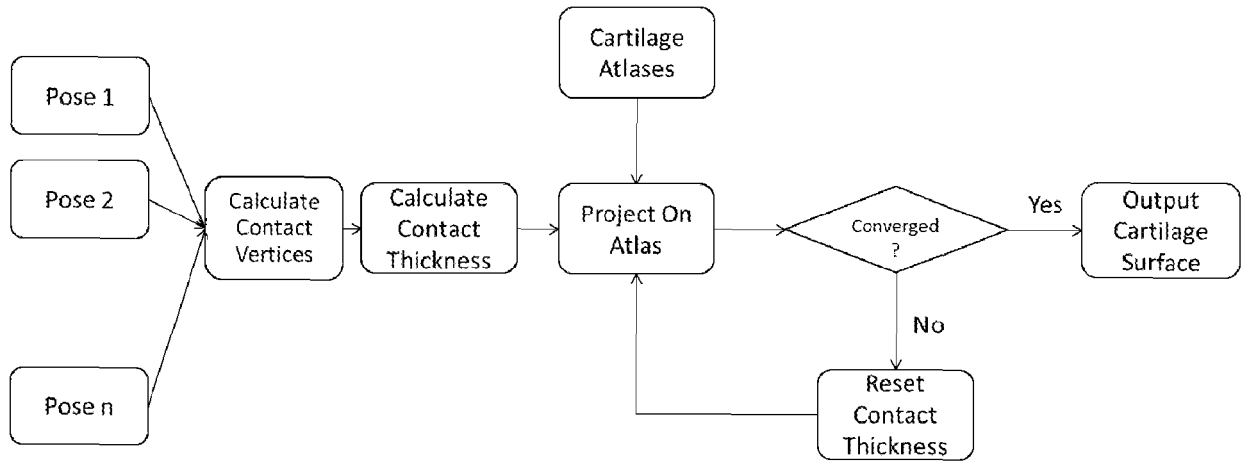 Cartilage
Atlases
Pose 1
Pose 2
Pose n
Calculate
Contact
Vertices
Calculate
Contact
Thickness
Project On
Atlas
Converged
?
Yes
Output
Cartilage
Surface
No
Reset
Contact
Thickness